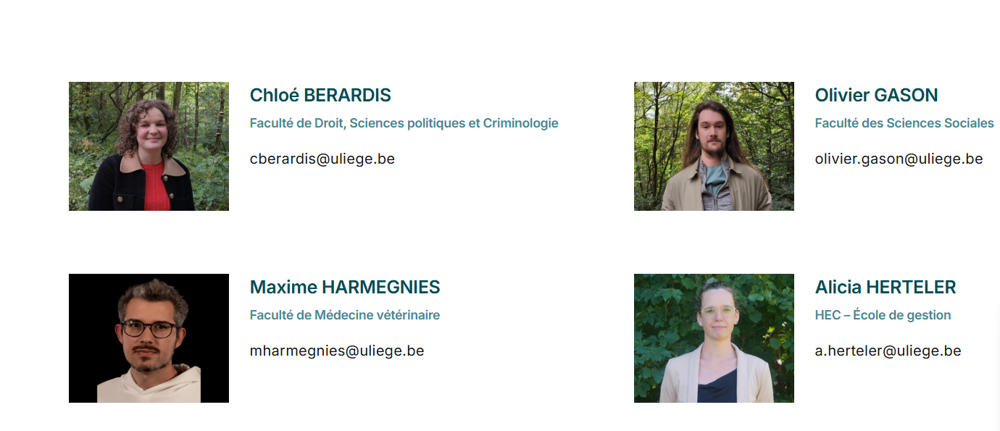 Chloé BERARDIS
Faculté de Droit, Sciences politiques et Criminologie
cberardis@uliege.be
Olivier GASON
Faculté des Sciences Sociales
olivier.gason@uliege.be
Maxime HARMEGNIES
Faculté de Médecine vétérinaire
mharmegnies@uliege.be
Alicia HERTELER
HEC – École de gestion
a.herteler@uliege.be